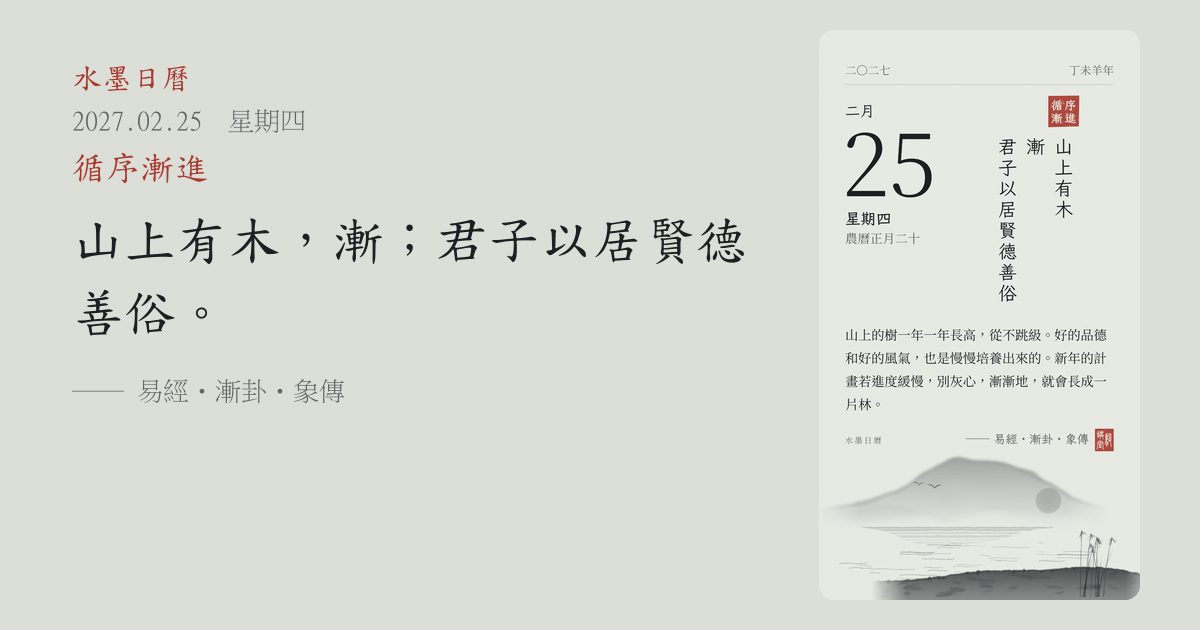 水墨日曆
2027.02.25 星期四
循序漸進
山上有木，漸；君子以居賢德
善俗。
—— 易經・漸卦・象傳
二〇二七
丁未羊年
二月
25
星期四
農曆正月二十
循序
漸進
山上有木
漸
君子以居賢德善俗
山上的樹一年一年長高，從不跳級。好的品德
和好的風氣，也是慢慢培養出來的。新年的計
畫若進度緩慢，別灰心，漸漸地，就會長成一
片林。
水墨日曆
—— 易經・漸卦・象傳